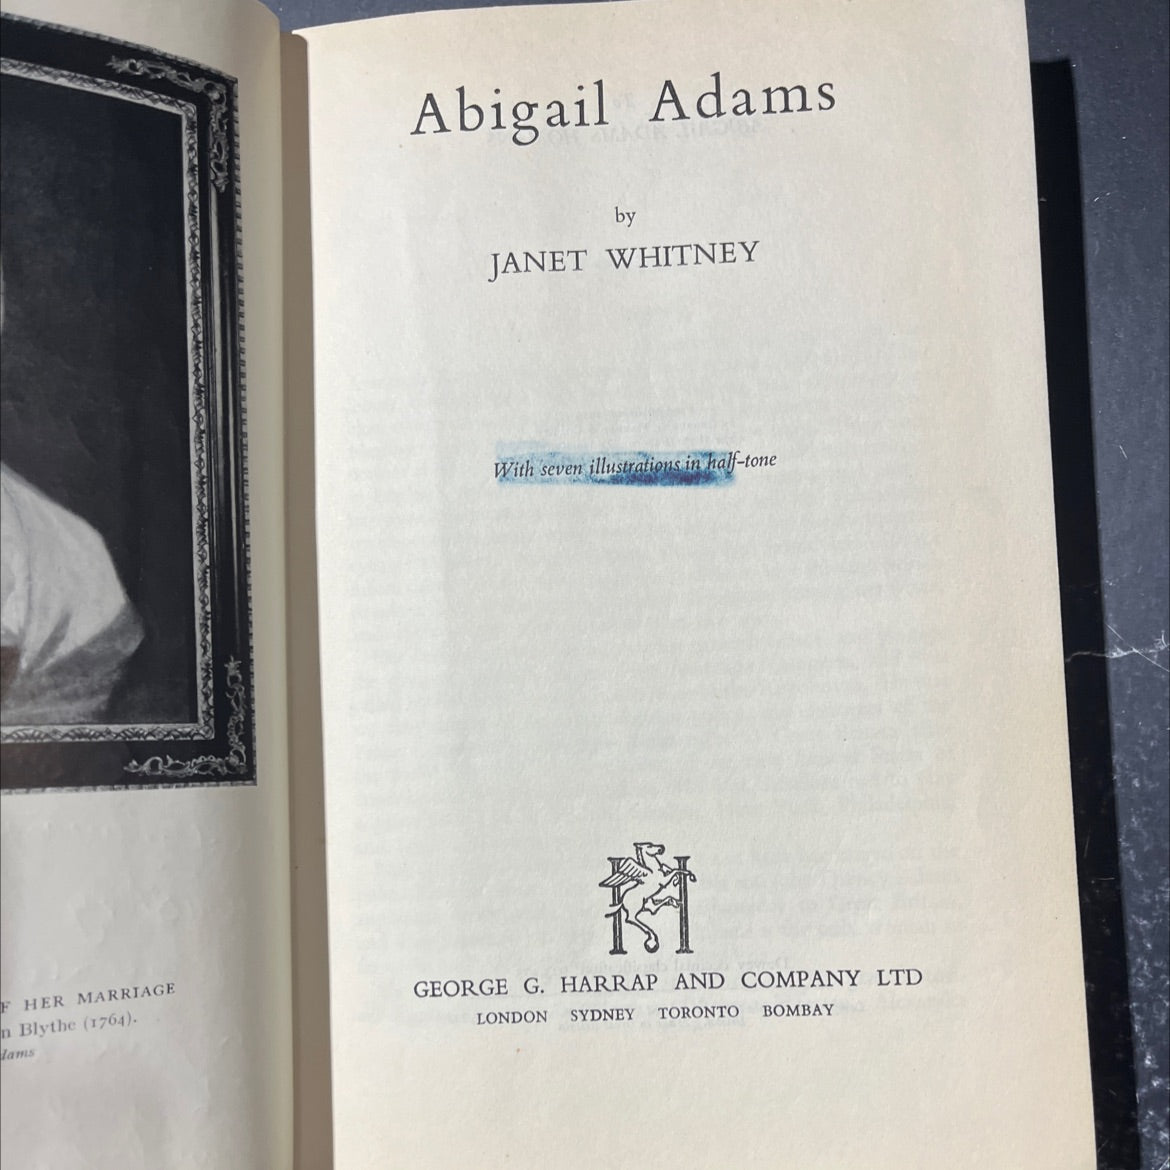 F HER MARRIAGE
n Blythe (1764).
dams
Abigail Adams
by
JANET WHITNEY
With seven illustrations in half-tone
H
GEORGE G. HARRAP AND COMPANY LTD
LONDON SYDNEY TORONTO BOMBAY